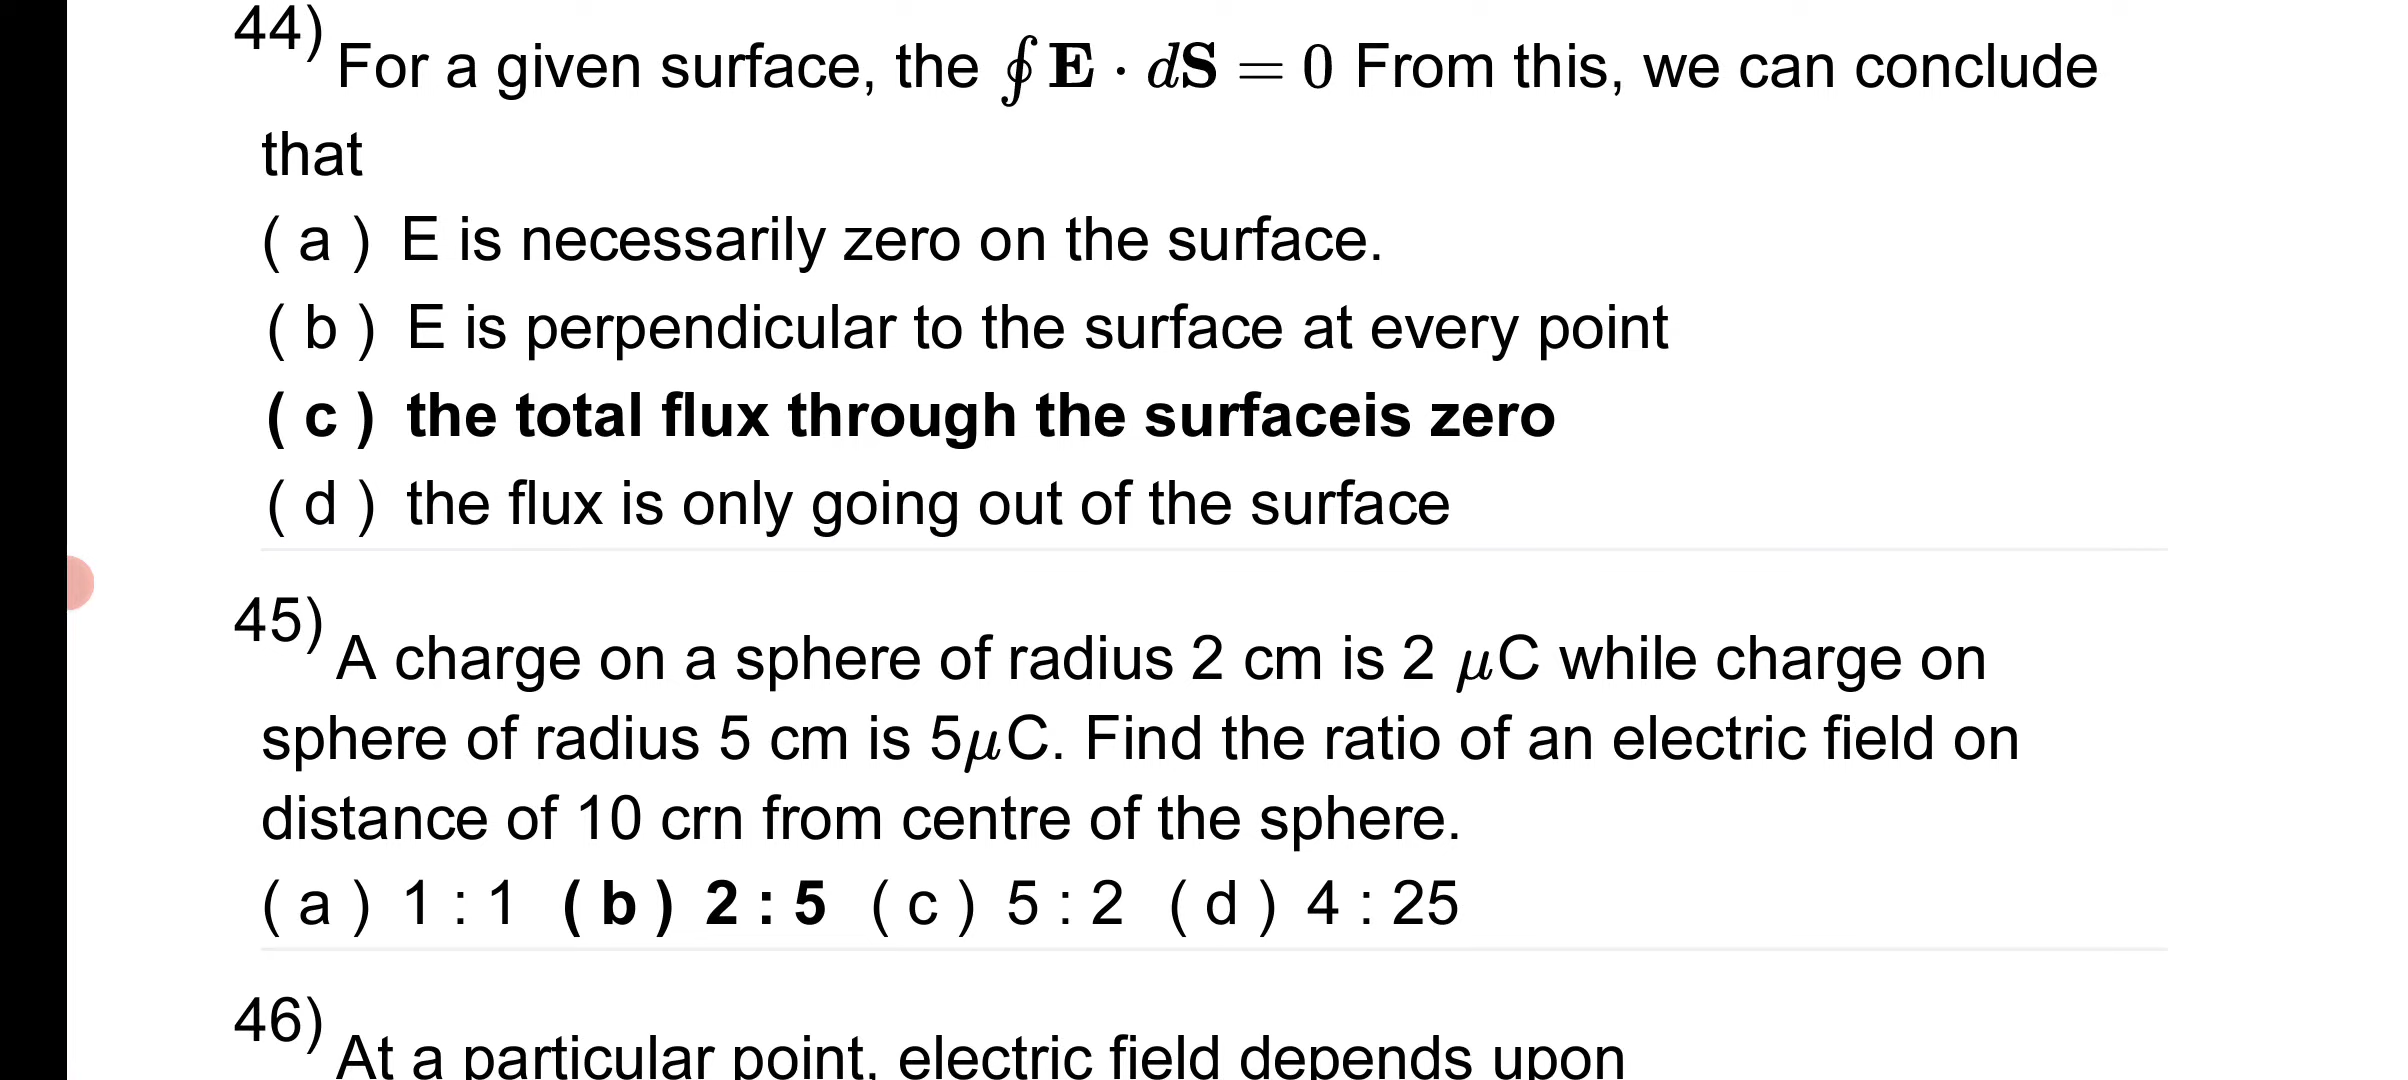 44)
For a given surface, the ∮ E · dS = 0 From this, we can conclude
that
( a ) E is necessarily zero on the surface.
( b ) E is perpendicular to the surface at every point
( c ) the total flux through the surfaceis zero
( d ) the flux is only going out of the surface
45)
A charge on a sphere of radius 2 cm is 2 μC while charge on
sphere of radius 5 cm is 5μC. Find the ratio of an electric field on
distance of 10 crn from centre of the sphere.
( a ) 1 : 1 ( b ) 2 : 5 ( c ) 5 : 2 ( d ) 4 : 25
46)
At a particular point, electric field depends upon